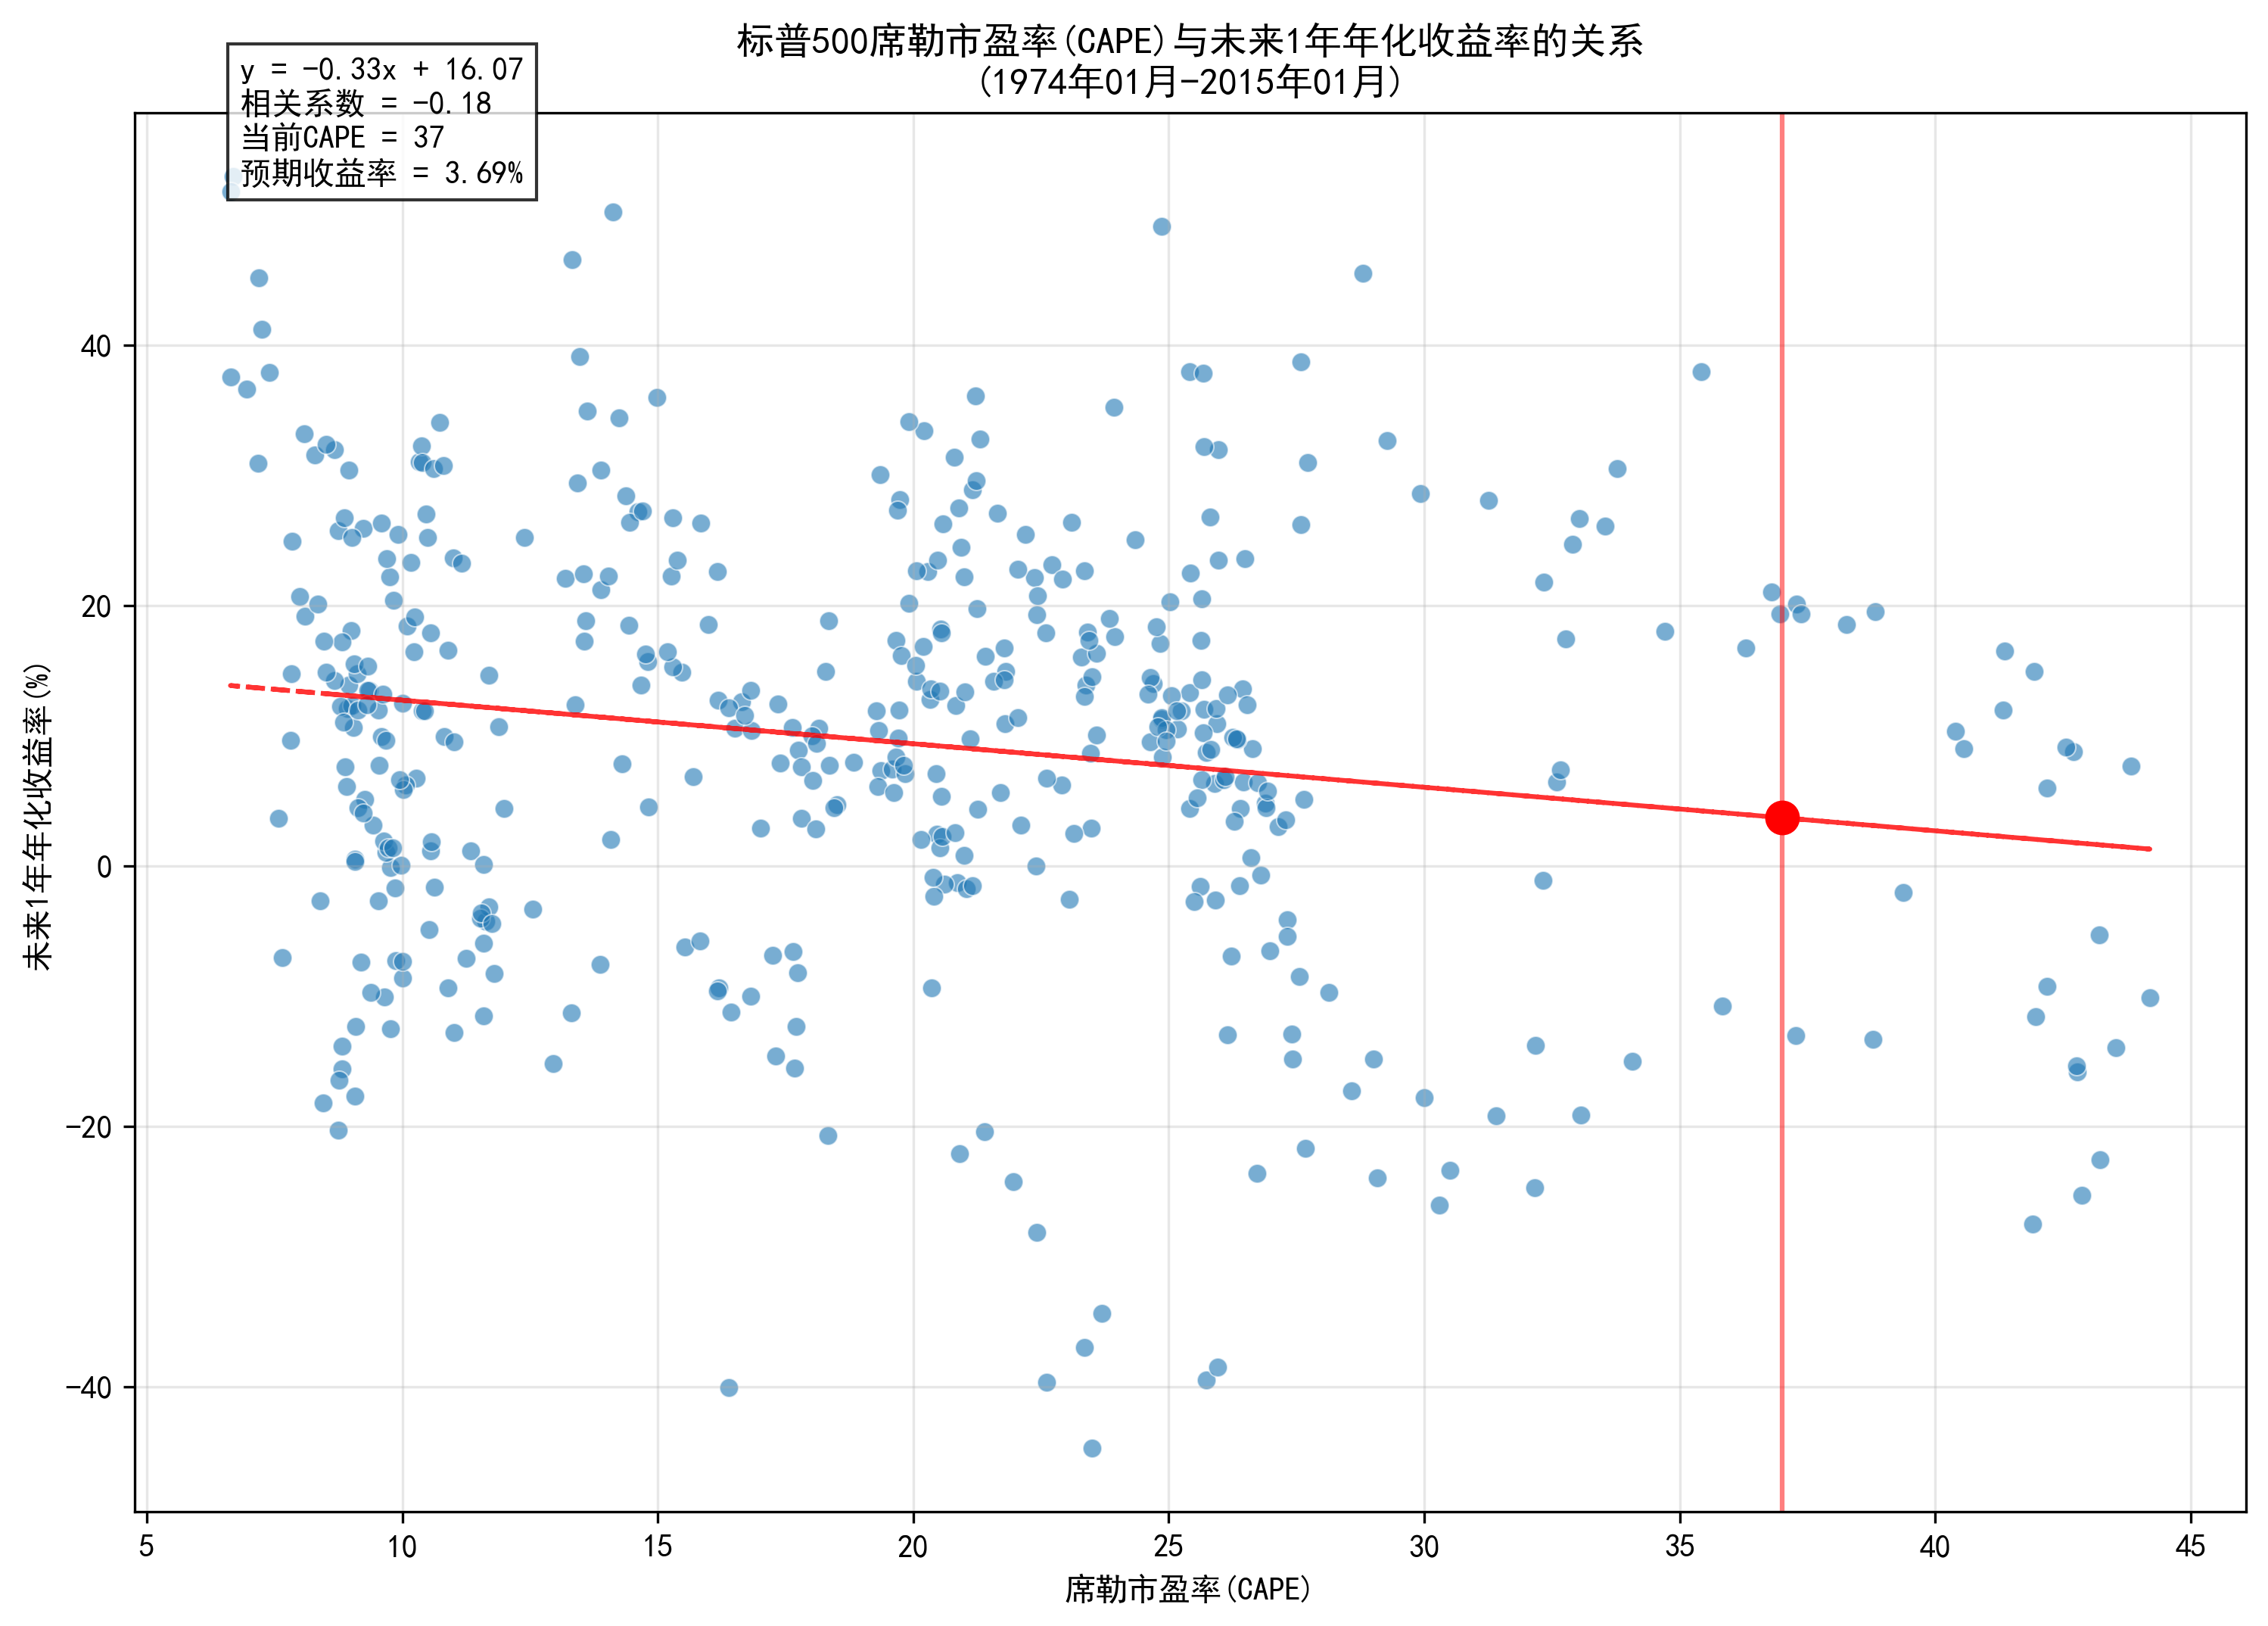 标普500席勒市盈率(CAPE)与未来1年年化收益率的关系
(1974年01月-2015年01月)
y = -0.33x + 16.07
相关系数 = -0.18
当前CAPE = 37
预期收益率 = 3.69%
未来1年年化收益率(%)
40
20
0
-20
-40
5 10 15 20 25 30 35 40 45
席勒市盈率(CAPE)